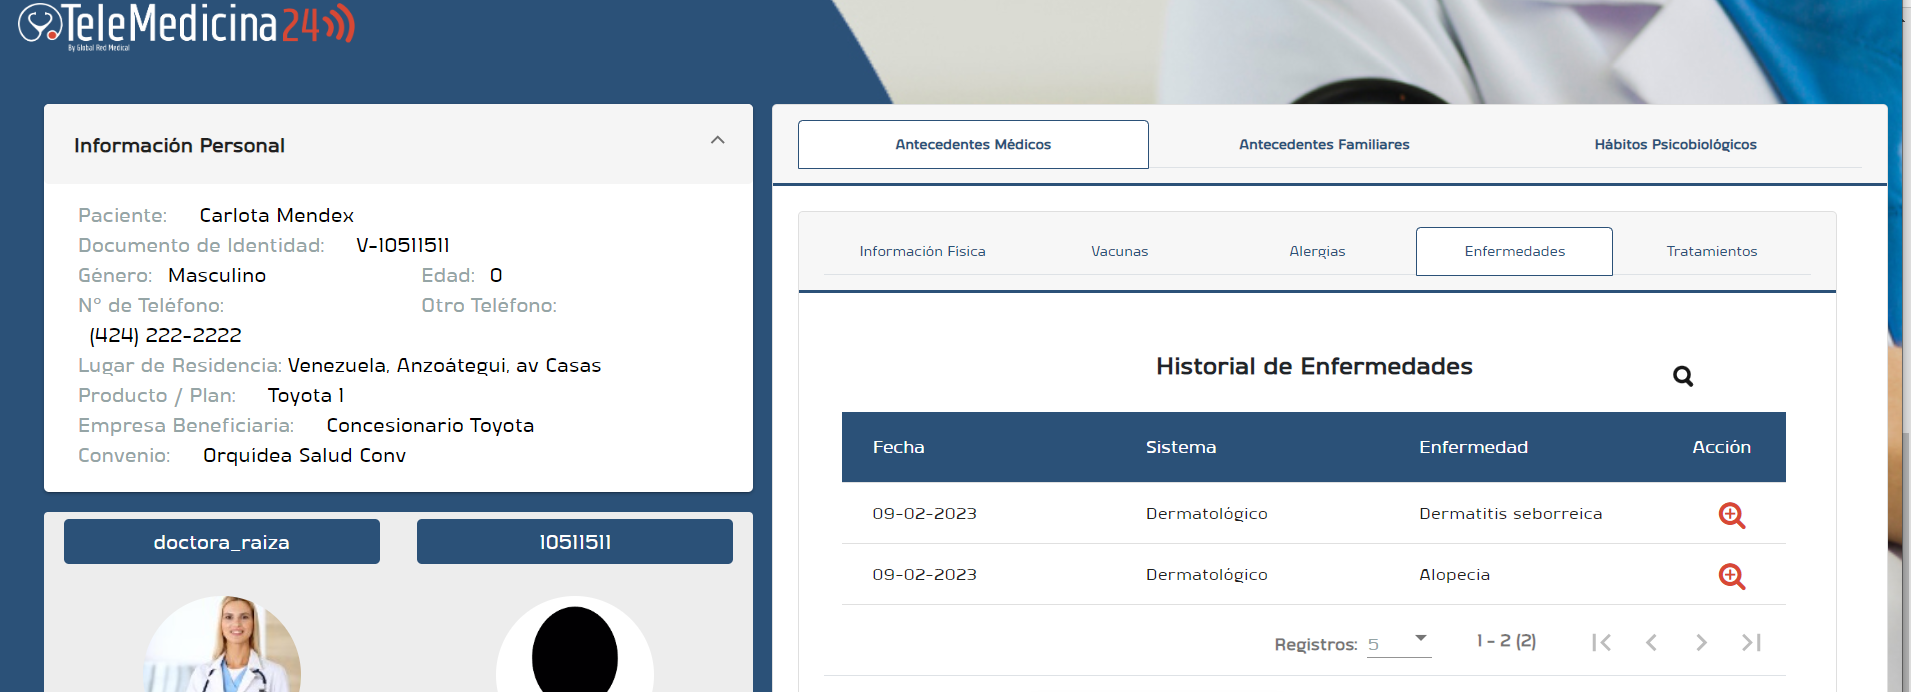 TeleMedicina24
By Global Red Medical
Información Personal
Paciente: Carlota Mendex
Documento de Identidad: V-10511511
Género: Masculino Edad: 0
N° de Teléfono: Otro Teléfono:
(424) 222-2222
Lugar de Residencia: Venezuela, Anzoátegui, av Casas
Producto / Plan: Toyota 1
Empresa Beneficiaria: Concesionario Toyota
Convenio: Orquidea Salud Conv
doctora_raiza 10511511
Antecedentes Médicos Antecedentes Familiares Hábitos Psicobiológicos
Información Fisica Vacunas Alergias Enfermedades Tratamientos
Historial de Enfermedades
Fecha Sistema Enfermedad Acción
09-02-2023 Dermatológico Dermatitis seborreica
09-02-2023 Dermatológico Alopecia
Registros: 5 1 - 2 (2)